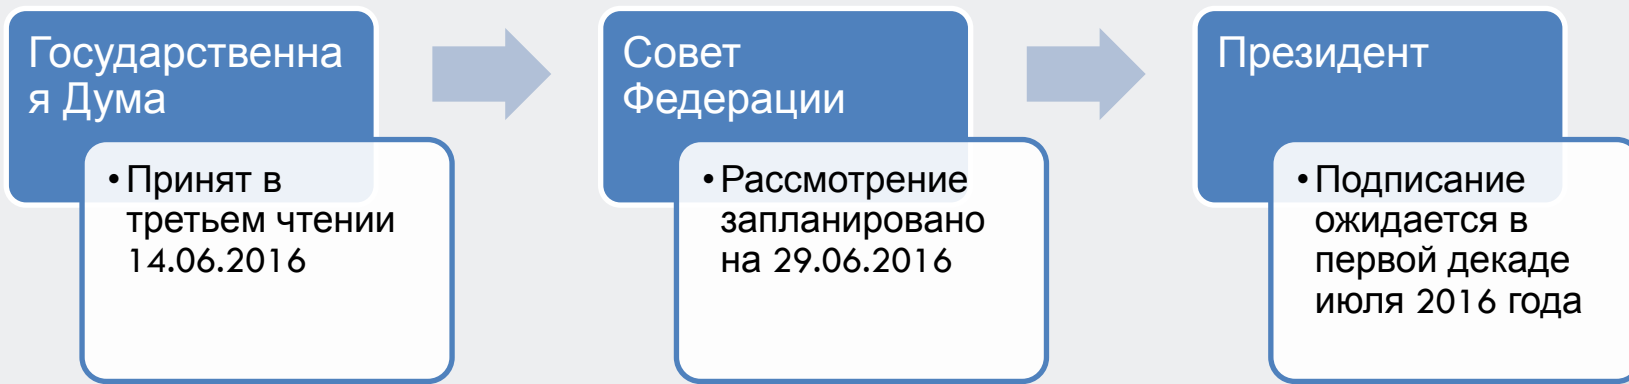 Государственна
я Дума
• Принят в
третьем чтении
14.06.2016
Совет
Федерации
• Рассмотрение
запланировано
на 29.06.2016
Президент
• Подписание
ожидается в
первой декаде
июля 2016 года